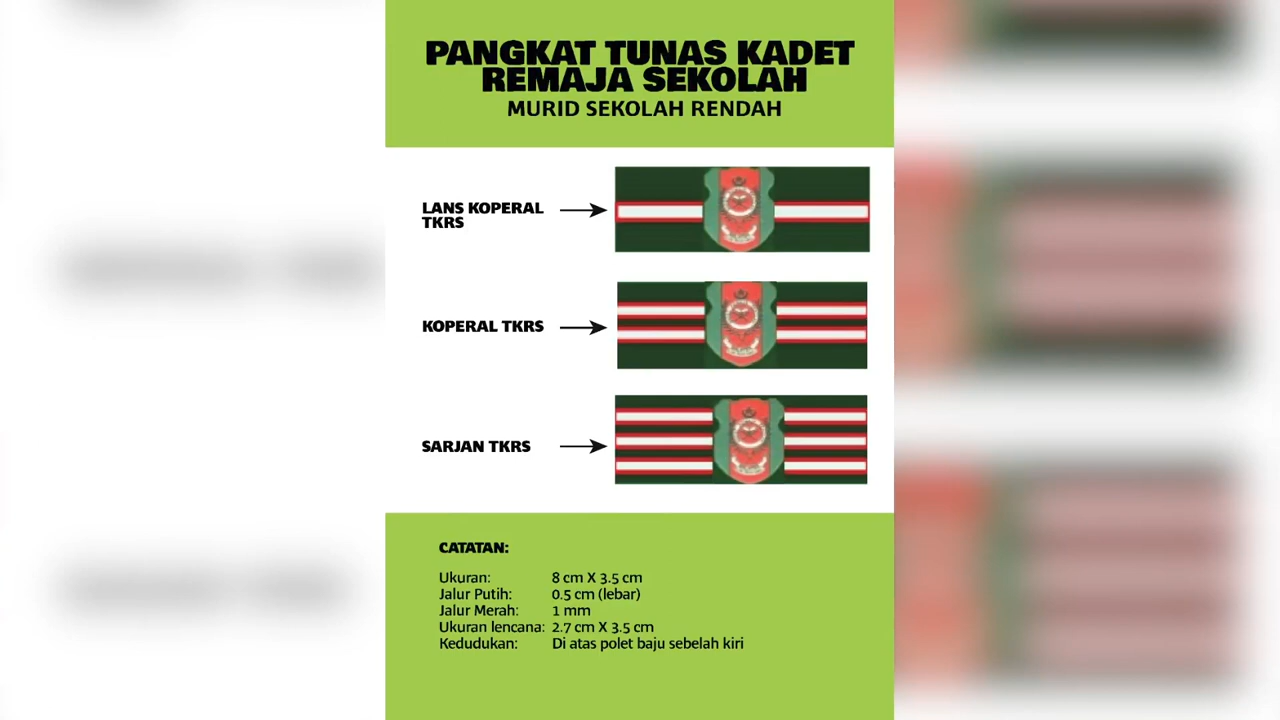 PANGKAT TUNAS KADET
REMAJA SEKOLAH
MURID SEKOLAH RENDAH
LANS KOPERAL
TKRS
KOPERAL TKRS
SARJAN TKRS
CATATAN:
Ukuran: 8 cm X 3.5 cm
Jalur Putih: 0.5 cm (lebar)
Jalur Merah: 1 mm
Ukuran lencana: 2.7 cm X 3.5 cm
Kedudukan: Di atas polet baju sebelah kiri